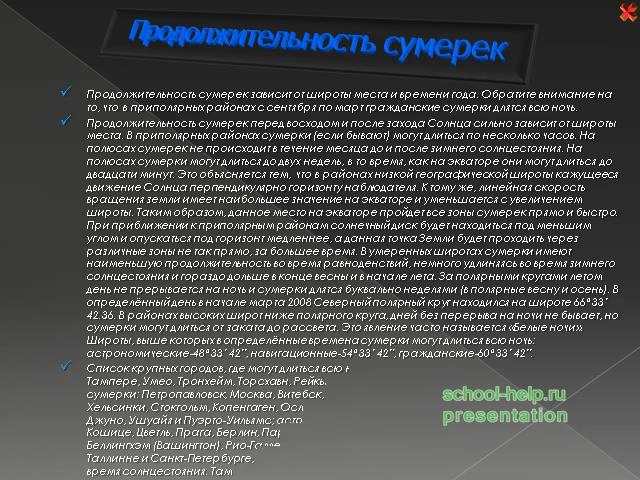 Продолжительность сумерек
Продолжительность сумерек зависит от широты места и времени года. Обратите внимание на
то, что в приполярных районах с сентября по март гражданские сумерки длятся всю ночь.
Продолжительность сумерек перед восходом и после захода Солнца сильно зависит от широты
места. В приполярных районах сумерки (если бывают) могут длиться по несколько часов. На
полюсах сумерек не происходит в течение месяца до и после зимнего солнцестояния. На
полюсах сумерки могут длиться до двух недель, в то время, как на экваторе они могут длиться до
двадцати минут. Это объясняется тем, что в районах низкой географической широты кажущееся
движение Солнца перпендикулярно горизонту наблюдателя. К тому же, линейная скорость
вращения земли имеет наибольшее значение на экваторе и уменьшается с увеличением
широты. Таким образом, данное место на экваторе пройдет все зоны сумерек прямо и быстро.
При приближении к приполярным районам солнечный диск будет находиться под меньшим
углом и опускаться под горизонт медленнее, а данная точка Земли будет проходить через
различные зоны не так прямо, за большее время. В умеренных широтах сумерки имеют
наименьшую продолжительность во время равноденствий, немного удлиняясь во время зимнего
солнцестояния и гораздо дольше в конце весны и в начале лета. За полярными кругами летом
день не прерывается на ночь и сумерки длятся буквально неделями (в полярные весну и осень). В
определённый день в начале марта 2008 Северный полярный круг находился на широте 66°33′
42.36. В районах высоких широт ниже полярного круга, дней без перерыва на ночи не бывает, но
сумерки могут длиться от заката до рассвета. Это явление часто называется «Белые ночи».
Широты, выше которых в определённые времена сумерки могут длиться всю ночь:
астрономические-48°33′ 42″, навигационные-54°33′ 42″, гражданские-60°33′ 42″.
Список крупных городов, где могут длиться всю н
Тампере, Умео, Тронхейм, Торсхавн, Рейкь
сумерки: Петропавловск, Москва, Витебск,
Хельсинки, Стокгольм, Копенгаген, Осл
Джуно, Ушуайя и Пуэрто-Уильямс; астр
Кошице, Цветль, Прага, Берлин, Пар
Беллингхэм (Вашингтон), Рио-Галье
Таллинне и Санкт-Петербурге,
время солнцестояния. Там
school-help.ru
presentation